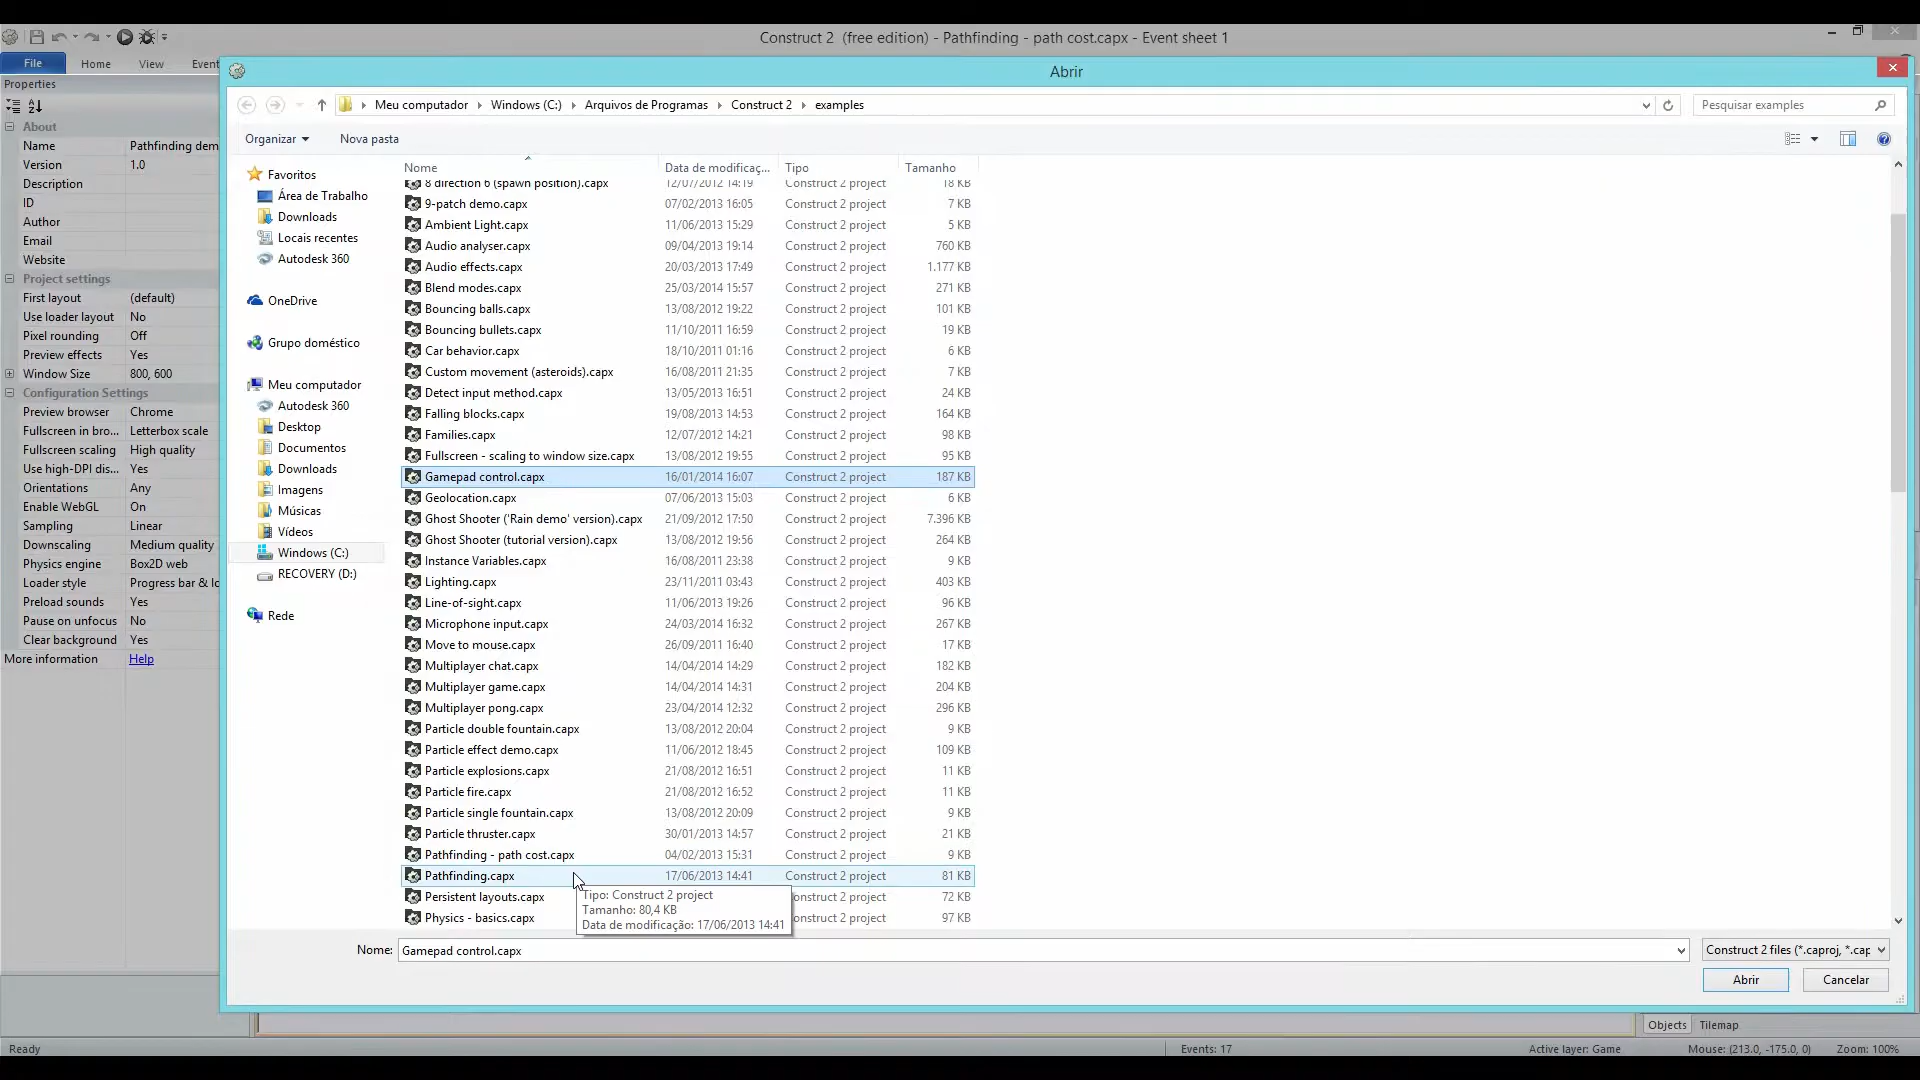 Construct 2  (free edition) - Pathfinding - path cost.capx - Event sheet 1
File Home View Event
Abrir
Properties
Meu computador Windows (C:) Arquivos de Programas Construct 2 examples
Pesquisar examples
Organizar Nova pasta
About
Name Pathfinding dem
Version 1.0
Description
ID
Author
Email
Website
Project settings
First layout (default)
Use loader layout No
Pixel rounding Off
Preview effects Yes
Window Size 800, 600
Configuration Settings
Preview browser Chrome
Fullscreen in bro... Letterbox scale
Fullscreen scaling High quality
Use high-DPI dis... Yes
Orientations Any
Enable WebGL On
Sampling Linear
Downscaling Medium quality
Physics engine Box2D web
Loader style Progress bar & lo
Preload sounds Yes
Pause on unfocus No
Clear background Yes
More information Help
Favoritos
Área de Trabalho
Downloads
Locais recentes
Autodesk 360
OneDrive
Grupo doméstico
Meu computador
Autodesk 360
Desktop
Documentos
Downloads
Imagens
Músicas
Vídeos
Windows (C:)
RECOVERY (D:)
Rede
Nome Data de modificaç... Tipo Tamanho
8 direction 6 (spawn position).capx 12/07/2012 14:19 Construct 2 project 18 KB
9-patch demo.capx 07/02/2013 16:05 Construct 2 project 7 KB
Ambient Light.capx 11/06/2013 15:29 Construct 2 project 5 KB
Audio analyser.capx 09/04/2013 19:14 Construct 2 project 760 KB
Audio effects.capx 20/03/2013 17:49 Construct 2 project 1.177 KB
Blend modes.capx 25/03/2014 15:57 Construct 2 project 271 KB
Bouncing balls.capx 13/08/2012 19:22 Construct 2 project 101 KB
Bouncing bullets.capx 11/10/2011 16:59 Construct 2 project 19 KB
Car behavior.capx 18/10/2011 01:16 Construct 2 project 6 KB
Custom movement (asteroids).capx 16/08/2011 21:35 Construct 2 project 7 KB
Detect input method.capx 13/05/2013 16:51 Construct 2 project 24 KB
Falling blocks.capx 19/08/2013 14:53 Construct 2 project 164 KB
Families.capx 12/07/2012 14:21 Construct 2 project 98 KB
Fullscreen - scaling to window size.capx 13/08/2012 19:55 Construct 2 project 95 KB
Gamepad control.capx 16/01/2014 16:07 Construct 2 project 187 KB
Geolocation.capx 07/06/2013 15:03 Construct 2 project 6 KB
Ghost Shooter ('Rain demo' version).capx 21/09/2012 17:50 Construct 2 project 7.396 KB
Ghost Shooter (tutorial version).capx 13/08/2012 19:56 Construct 2 project 264 KB
Instance Variables.capx 16/08/2011 23:38 Construct 2 project 9 KB
Lighting.capx 23/11/2011 03:43 Construct 2 project 403 KB
Line-of-sight.capx 11/06/2013 19:26 Construct 2 project 96 KB
Microphone input.capx 24/03/2014 16:32 Construct 2 project 267 KB
Move to mouse.capx 26/09/2011 16:40 Construct 2 project 17 KB
Multiplayer chat.capx 14/04/2014 14:29 Construct 2 project 182 KB
Multiplayer game.capx 14/04/2014 14:31 Construct 2 project 204 KB
Multiplayer pong.capx 23/04/2014 12:32 Construct 2 project 296 KB
Particle double fountain.capx 13/08/2012 20:04 Construct 2 project 9 KB
Particle effect demo.capx 11/06/2012 18:45 Construct 2 project 109 KB
Particle explosions.capx 21/08/2012 16:51 Construct 2 project 11 KB
Particle fire.capx 21/08/2012 16:52 Construct 2 project 11 KB
Particle single fountain.capx 13/08/2012 20:09 Construct 2 project 9 KB
Particle thruster.capx 30/01/2013 14:57 Construct 2 project 21 KB
Pathfinding - path cost.capx 04/02/2013 15:31 Construct 2 project 9 KB
Pathfinding.capx 17/06/2013 14:41 Construct 2 project 81 KB
Persistent layouts.capx onstruct 2 project 72 KB
Physics - basics.capx onstruct 2 project 97 KB
Tipo: Construct 2 project
Tamanho: 80,4 KB
Data de modificação: 17/06/2013 14:41
Nome: Gamepad control.capx
Construct 2 files (*.caproj, *.cap
Abrir Cancelar
Objects Tilemap
Ready Events: 17 Active layer: Game Mouse: (213.0, -175.0, 0) Zoom: 100%